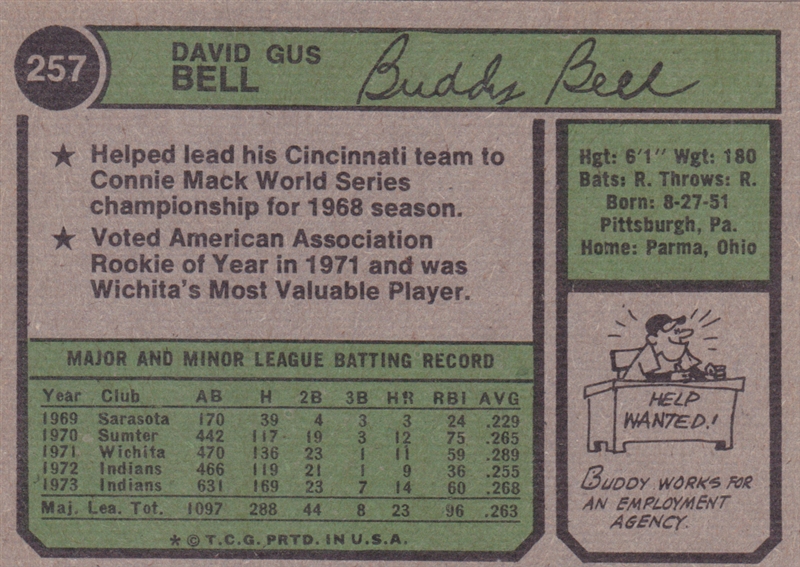 257
DAVID GUS
BELL
Buddy Bell
★ Helped lead his Cincinnati team to
Connie Mack World Series
championship for 1968 season.
★ Voted American Association
Rookie of Year in 1971 and was
Wichita's Most Valuable Player.
Hgt: 6'1" Wgt: 180
Bats: R. Throws: R.
Born: 8-27-51
Pittsburgh, Pa.
Home: Parma, Ohio
MAJOR AND MINOR LEAGUE BATTING RECORD
Year Club AB H 2B 3B HR RBI AVG
1969 Sarasota 170 39 4 3 3 24 .229
1970 Sumter 442 117 19 3 12 75 .265
1971 Wichita 470 136 23 1 11 59 .289
1972 Indians 466 119 21 1 9 36 .255
1973 Indians 631 169 23 7 14 60 .268
Maj. Lea. Tot. 1097 288 44 8 23 96 .263
★ © T.C.G. PRTD. IN U.S.A.
HELP
WANTED!
BUDDY WORKS FOR
AN EMPLOYMENT
AGENCY.